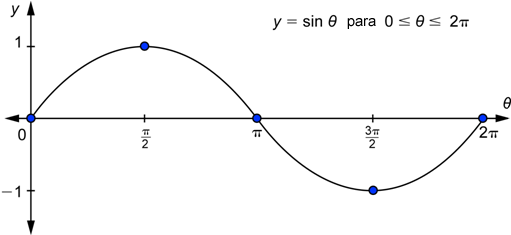 y
y = sin θ para 0 ≤ θ ≤ 2π
1
θ
0
π/2
π
3π/2
2π
−1